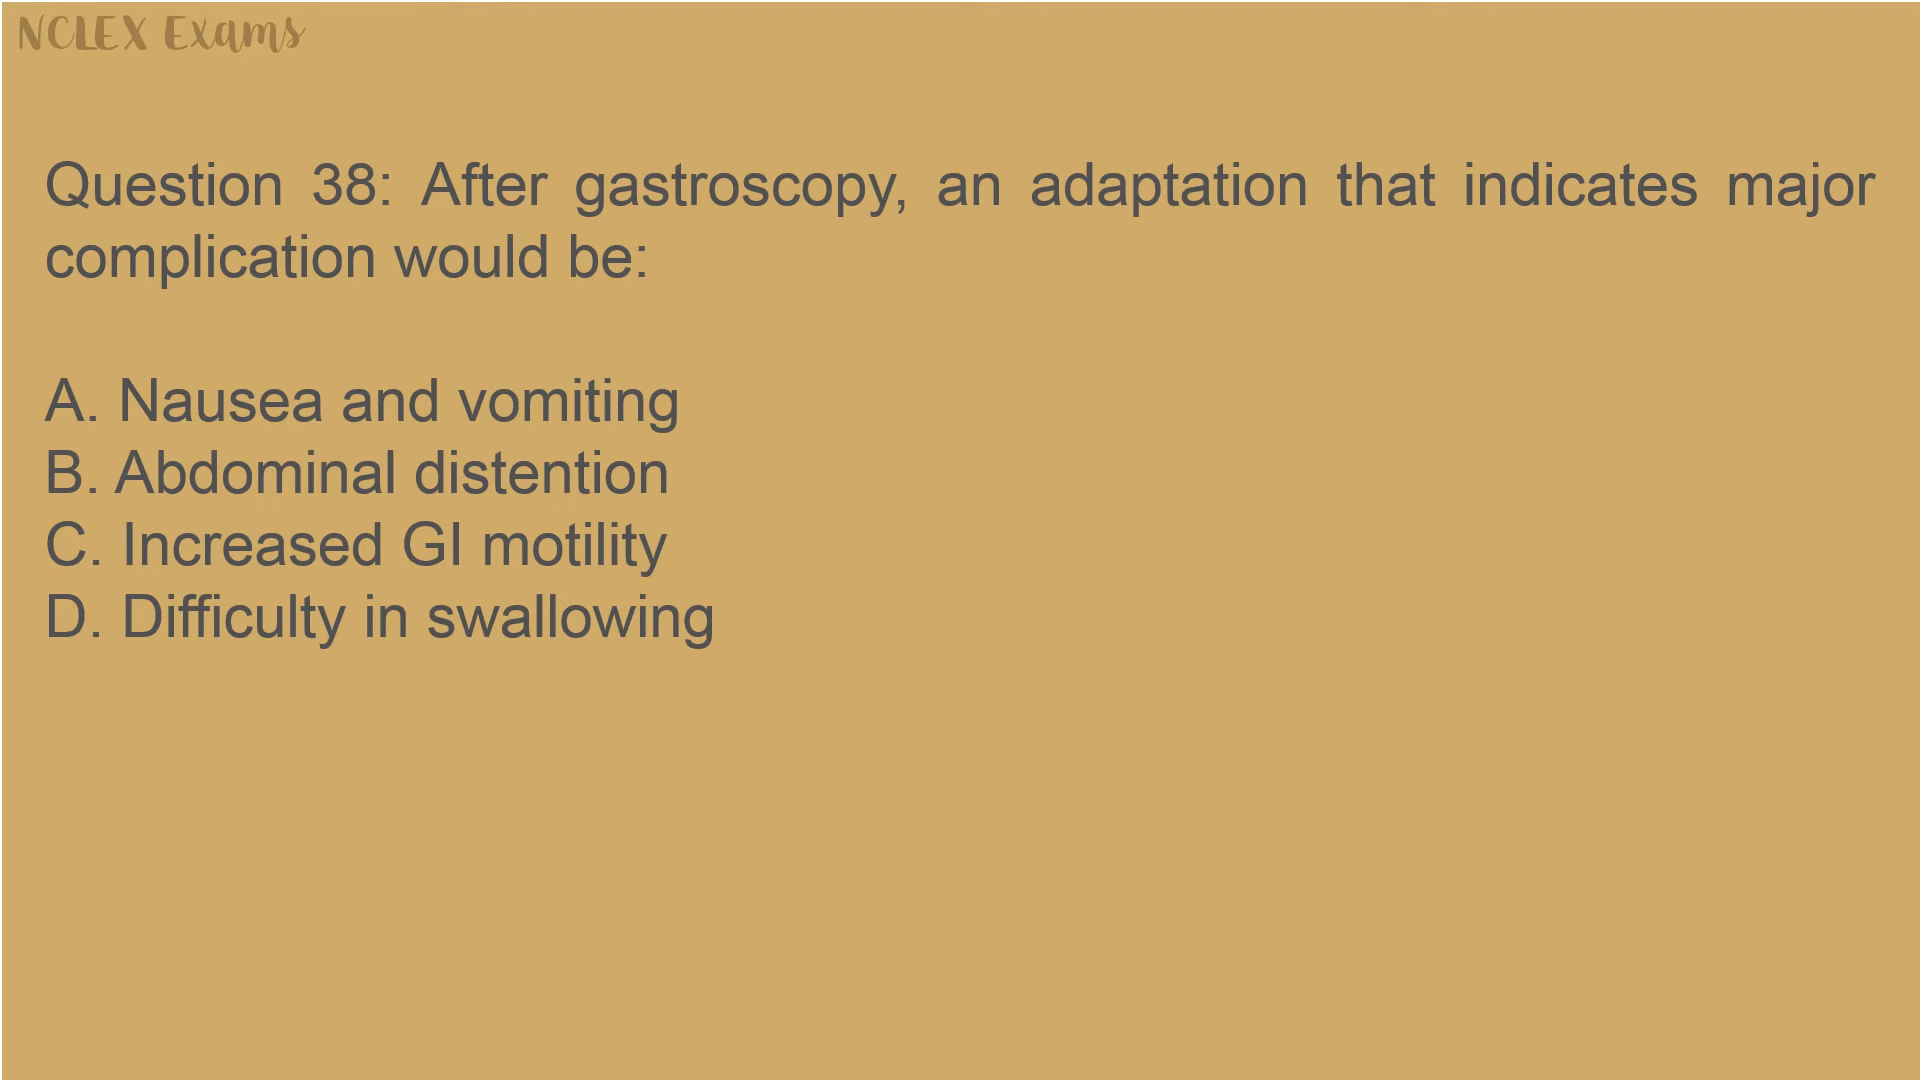 NCLEX Exams
Question 38: After gastroscopy, an adaptation that indicates major
complication would be:
A. Nausea and vomiting
B. Abdominal distention
C. Increased GI motility
D. Difficulty in swallowing